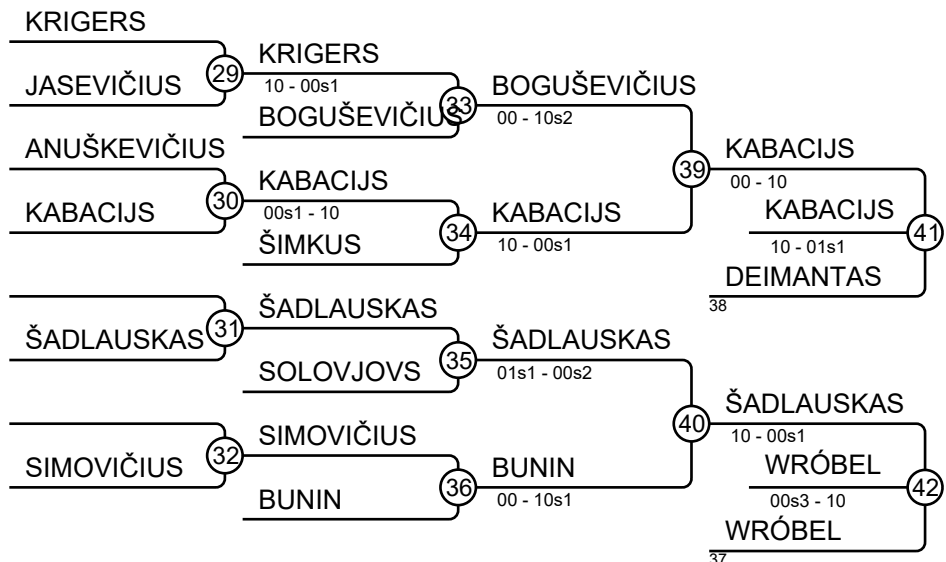 KRIGERS
JASEVIČIUS
29
KRIGERS
10 - 00s1
BOGUŠEVIČIUS
33
BOGUŠEVIČIUS
00 - 10s2
ANUŠKEVIČIUS
KABACIJS
30
KABACIJS
00s1 - 10
ŠIMKUS
34
KABACIJS
10 - 00s1
39
KABACIJS
00 - 10
KABACIJS
10 - 01s1
41
DEIMANTAS
38
ŠADLAUSKAS
31
ŠADLAUSKAS
SOLOVJOVS
35
ŠADLAUSKAS
01s1 - 00s2
SIMOVIČIUS
32
SIMOVIČIUS
BUNIN
36
BUNIN
00 - 10s1
40
ŠADLAUSKAS
10 - 00s1
WRÓBEL
00s3 - 10
42
WRÓBEL
37